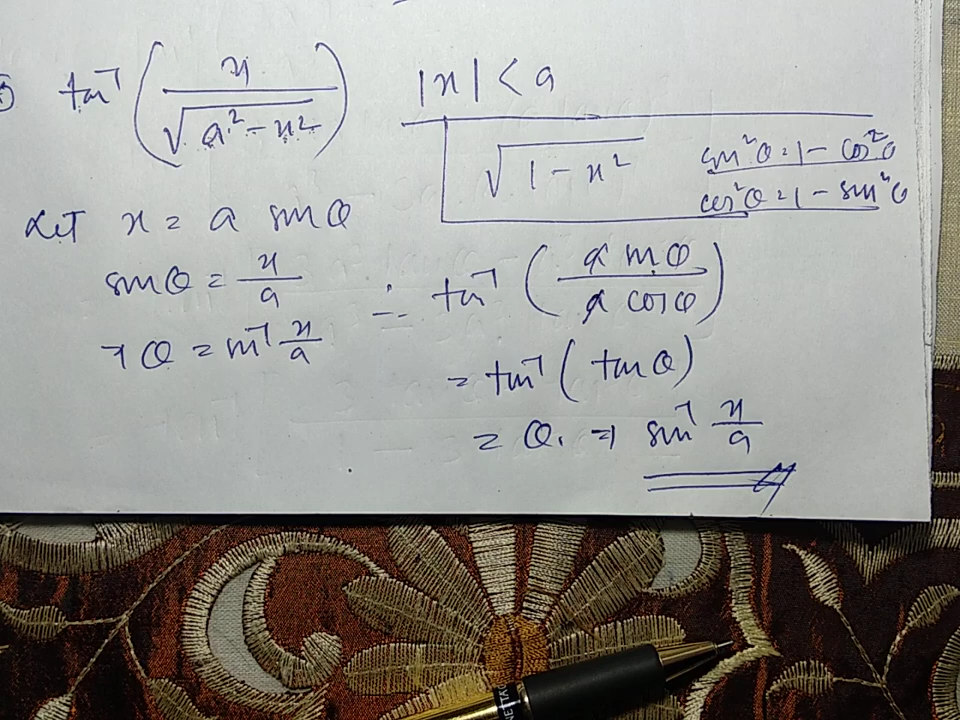 tan⁻¹ ( x / √(a² - x²) ) |x| < a
√(1 - x²) sin²θ = 1 - cos²θ
cos²θ = 1 - sin²θ
Let x = a sinθ
sinθ = x/a
∴ tan⁻¹ ( a sinθ / a cosθ )
⇒ θ = sin⁻¹ x/a
= tan⁻¹ ( tanθ )
= θ. ⇒ sin⁻¹ x/a